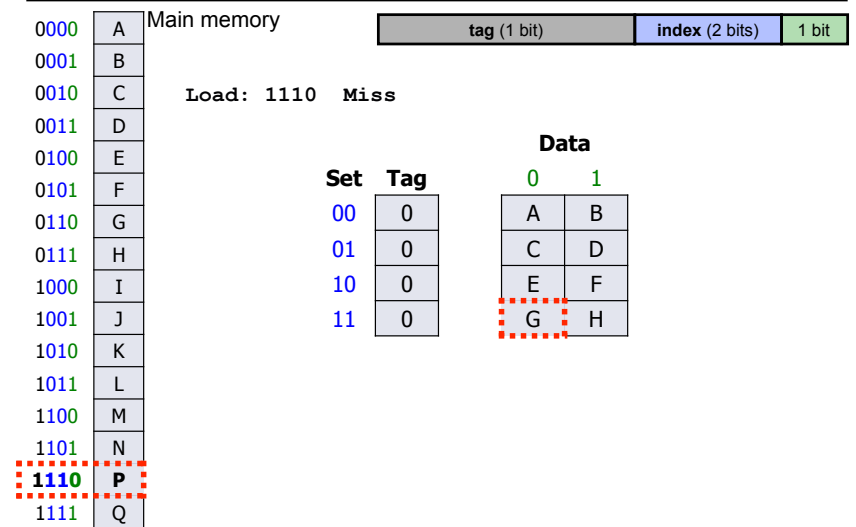 Main memory
tag (1 bit) index (2 bits) 1 bit
0000 A
0001 B
0010 C
Load: 1110 Miss
0011 D
Data
0100 E
Set Tag 0 1
0101 F
00 0 A B
0110 G
01 0 C D
0111 H
10 0 E F
1000 I
11 0 G H
1001 J
1010 K
1011 L
1100 M
1101 N
1110 P
1111 Q